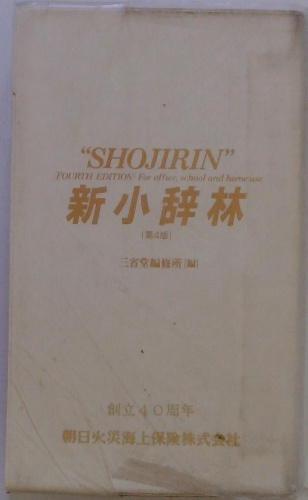 “SHOJIRIN”
FOURTH EDITION: For office, school and home use
新小辞林
[第4版]
三省堂編修所[編]
創立40周年
朝日火災海上保険株式会社